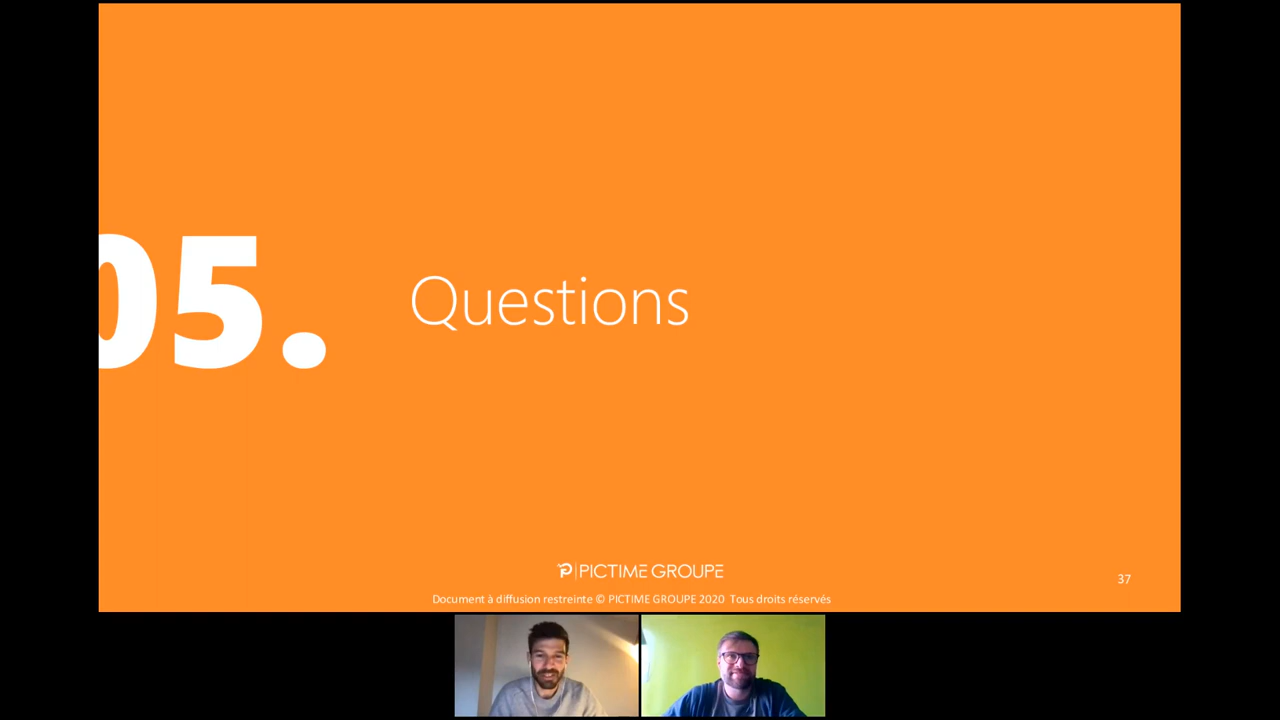 05.
Questions
PICTIME GROUPE
37
Document à diffusion restreinte © PICTIME GROUPE 2020 Tous droits réservés